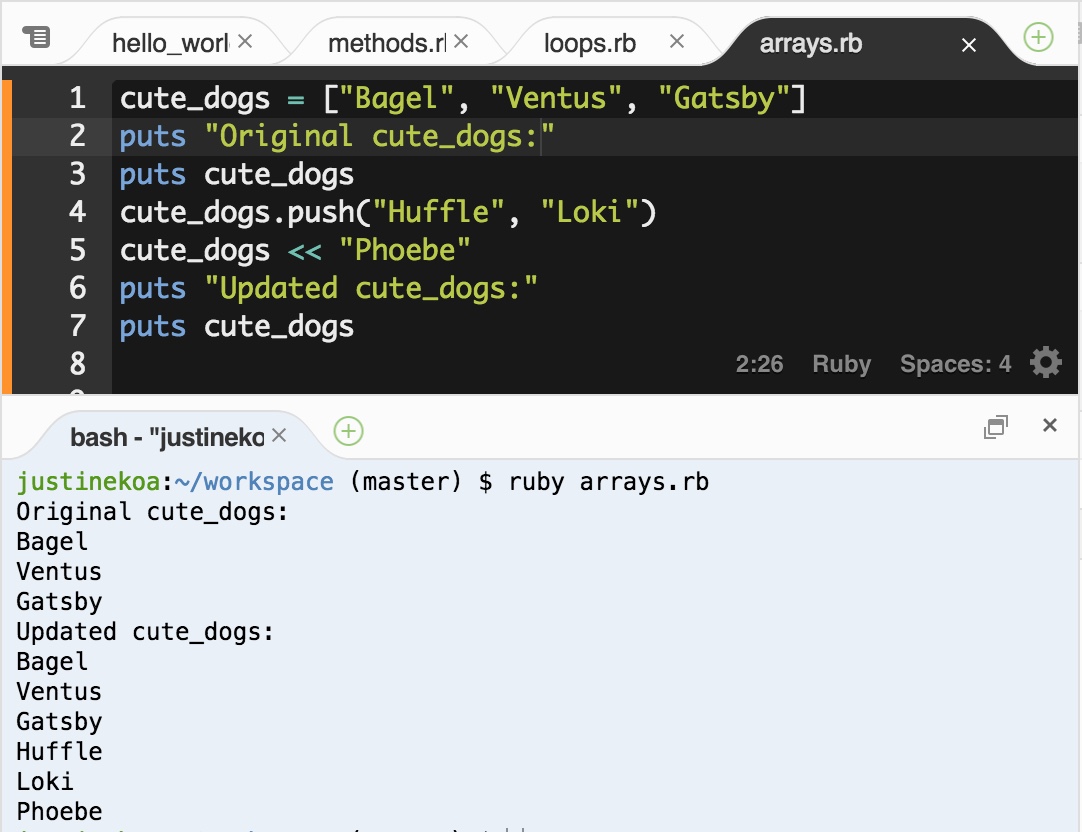 hello_worl methods.r loops.rb arrays.rb
1 cute_dogs = ["Bagel", "Ventus", "Gatsby"]
2 puts "Original cute_dogs:"
3 puts cute_dogs
4 cute_dogs.push("Huffle", "Loki")
5 cute_dogs << "Phoebe"
6 puts "Updated cute_dogs:"
7 puts cute_dogs
8
2:26 Ruby Spaces: 4
bash - "justineko
justinekoa:~/workspace (master) $ ruby arrays.rb
Original cute_dogs:
Bagel
Ventus
Gatsby
Updated cute_dogs:
Bagel
Ventus
Gatsby
Huffle
Loki
Phoebe